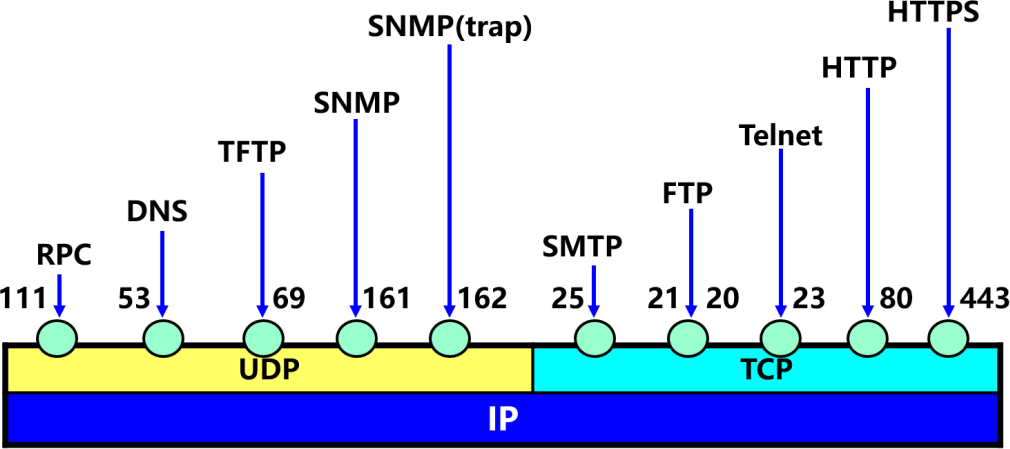 HTTPS
SNMP(trap)
HTTP
SNMP
Telnet
TFTP
FTP
DNS
SMTP
RPC
111 53 69 161 162 25 21 20 23 80 443
UDP TCP
IP